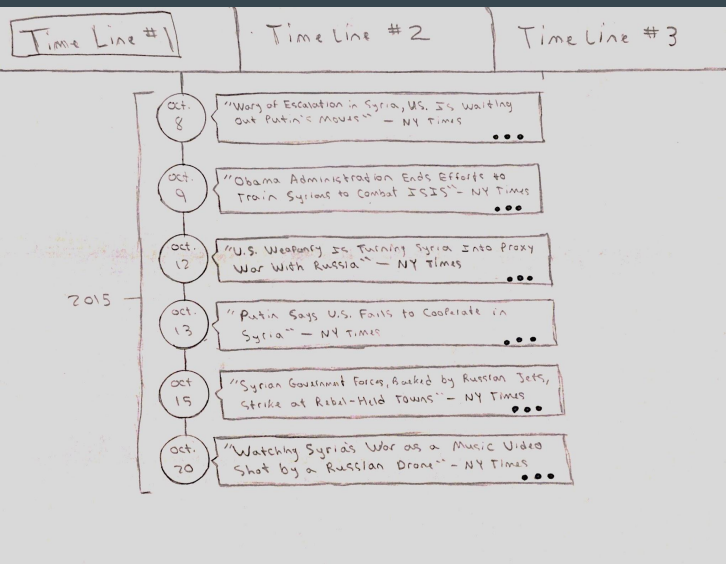 Time Line #1
Time Line #2
Time Line #3
2015
Oct.
8
"Wary of Escalation in Syria, U.S. Is Waiting
Out Putin's Moves" - NY Times
Oct.
9
"Obama Administration Ends Efforts to
Train Syrians to Combat ISIS" - NY Times
Oct.
12
"U.S. Weaponry Is Turning Syria Into Proxy
War With Russia" - NY Times
Oct.
13
"Putin Says U.S. Fails to Cooperate in
Syria" - NY Times
Oct
15
"Syrian Government Forces, Backed by Russian Jets,
Strike at Rebel-Held Towns" - NY Times
Oct.
20
"Watching Syria's War as a Music Video
Shot by a Russian Drone" - NY Times